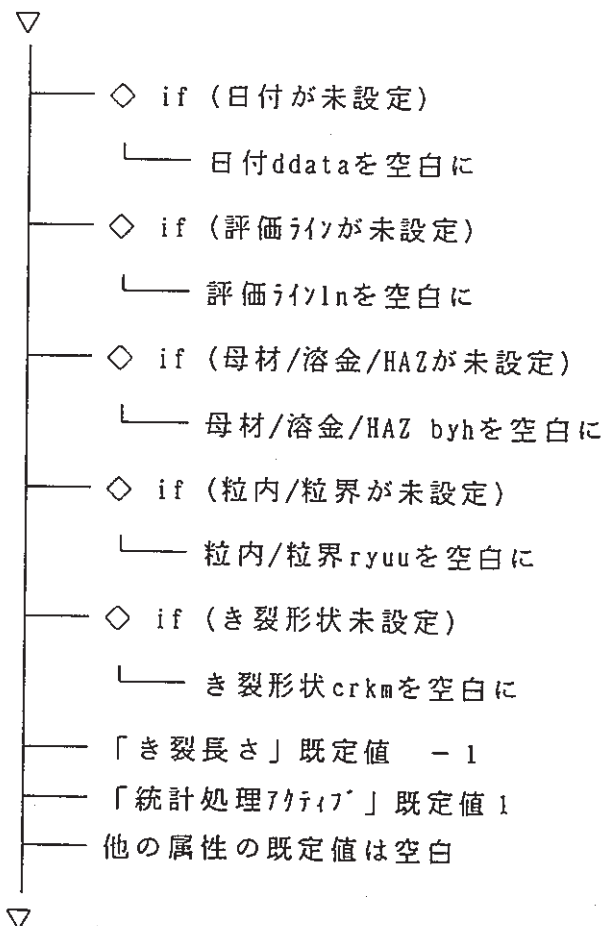 if (日付が未設定)
日付ddataを空白に
if (評価ﾗｲﾝが未設定)
評価ﾗｲﾝlnを空白に
if (母材/溶金/HAZが未設定)
母材/溶金/HAZ byhを空白に
if (粒内/粒界が未設定)
粒内/粒界ryuuを空白に
if (き裂形状未設定)
き裂形状crkmを空白に
「き裂長さ」既定値 －1
「統計処理ｱｸﾃｨﾌﾞ」既定値1
他の属性の既定値は空白